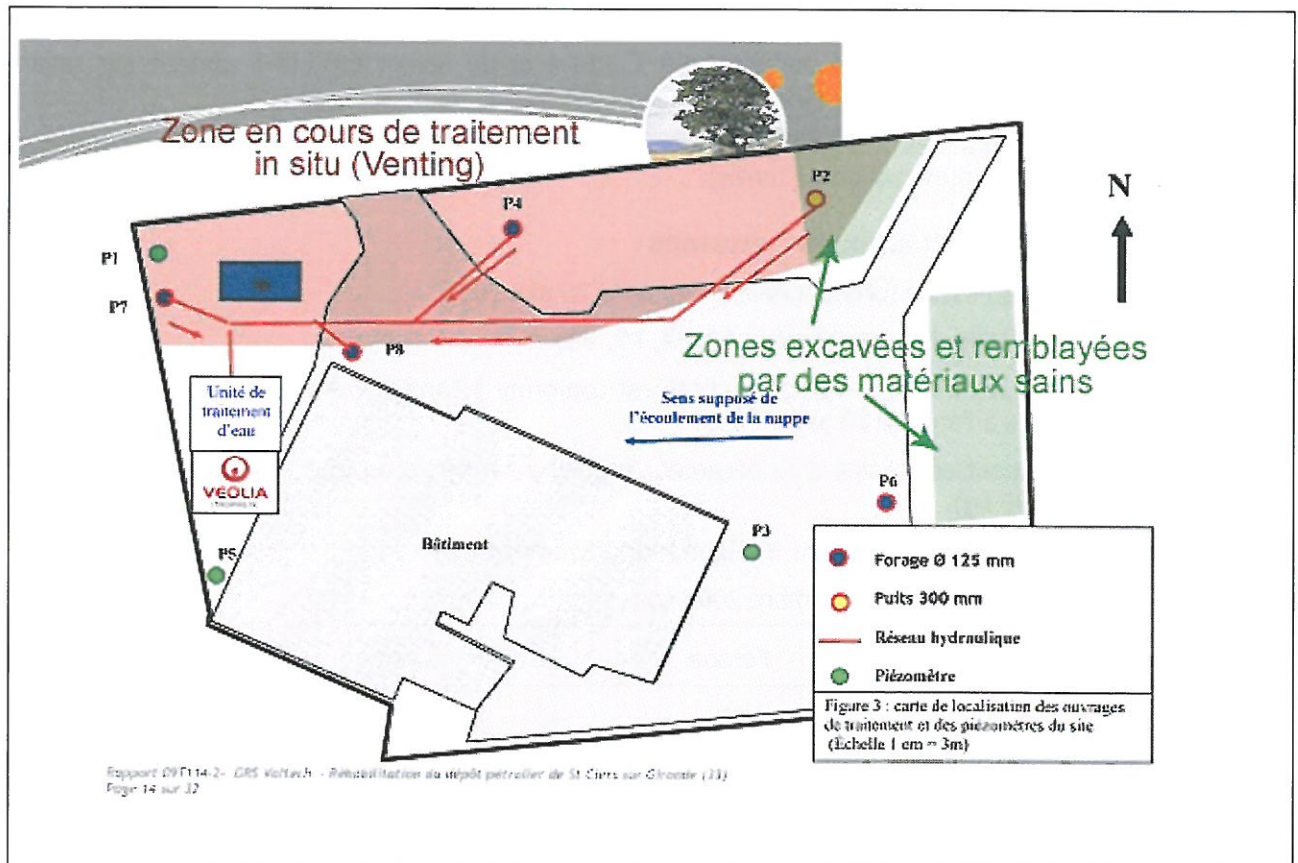 Zone en cours de traitement
in situ (Venting)
P2
N
P4
P1
P7
P8
Zones excavées et remblayées
par des matériaux sains
Unité de
traitement
d'eau
VEOLIA
Sens supposé de
l'écoulement de la nappe
P6
P3
P5
Bâtiment
Forage Ø 125 mm
Puits 300 mm
Réseau hydraulique
Piézomètre
Figure 3 : carte de localisation des ouvrages
de traitement et des piézomètres du site
(Echelle 1 cm = 3m)
Rapport 09F114-2- GRS Valtech - Réhabilitation du dépôt pétrolier de St Ciers sur Gironde (33)
Page 14 sur 32